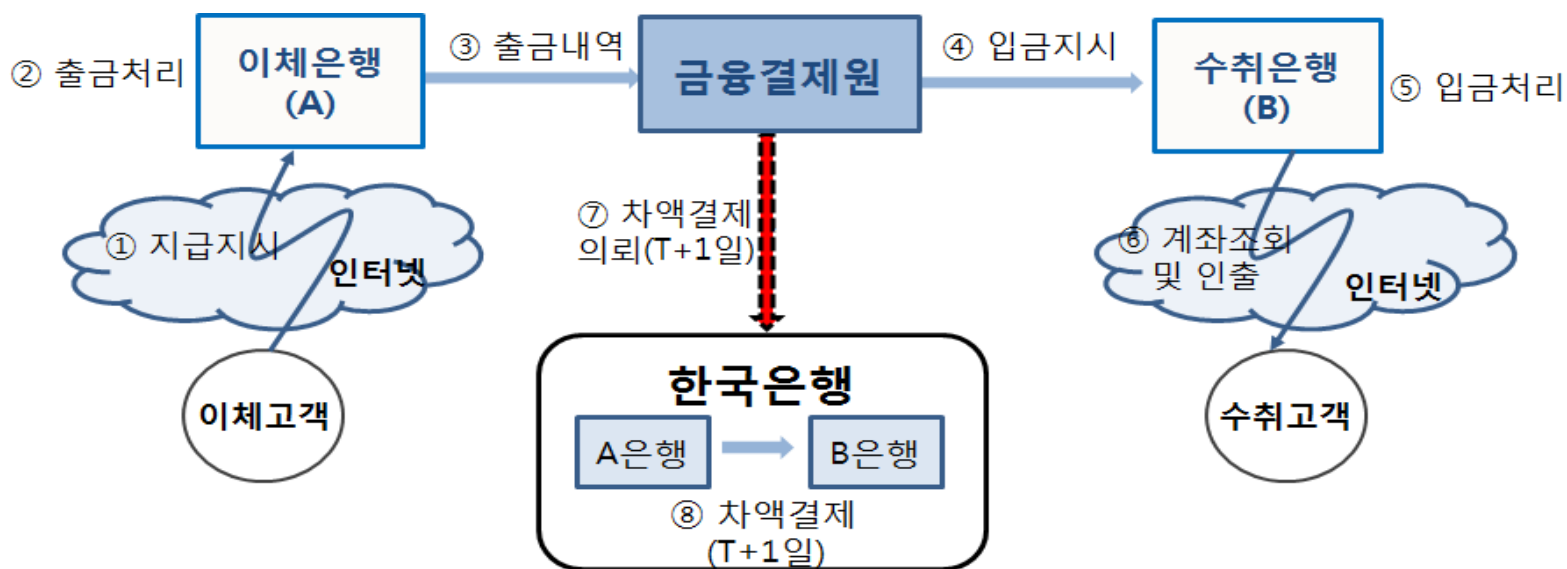 ② 출금처리
이체은행
(A)
③ 출금내역
금융결제원
④ 입금지시
수취은행
(B)
⑤ 입금처리
① 지급지시
인터넷
⑦ 차액결제
의뢰(T+1일)
⑥ 계좌조회
및 인출
인터넷
이체고객
한국은행
A은행
B은행
⑧ 차액결제
(T+1일)
수취고객